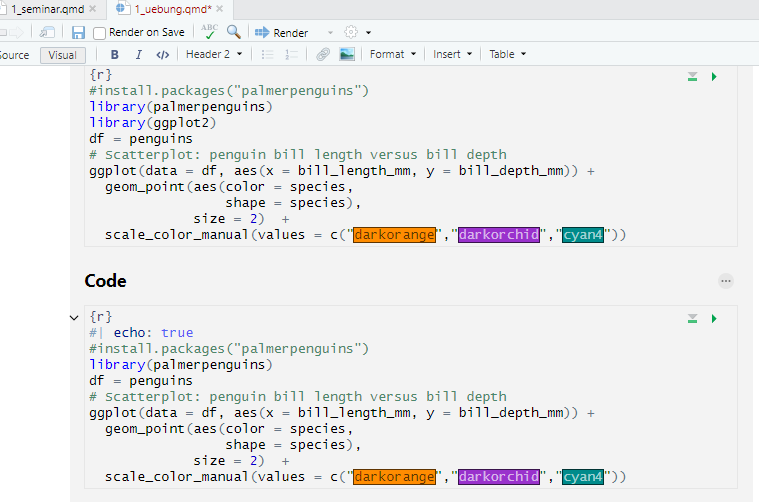 1_seminar.qmd
1_uebung.qmd*
Render on Save
ABC
Render
Source Visual B I </> Header 2 Format Insert Table
{r}
#install.packages("palmerpenguins")
library(palmerpenguins)
library(ggplot2)
df = penguins
# Scatterplot: penguin bill length versus bill depth
ggplot(data = df, aes(x = bill_length_mm, y = bill_depth_mm)) +
  geom_point(aes(color = species,
                 shape = species),
             size = 2)  +
  scale_color_manual(values = c("darkorange","darkorchid","cyan4"))
Code
{r}
#| echo: true
#install.packages("palmerpenguins")
library(palmerpenguins)
df = penguins
# Scatterplot: penguin bill length versus bill depth
ggplot(data = df, aes(x = bill_length_mm, y = bill_depth_mm)) +
  geom_point(aes(color = species,
                 shape = species),
             size = 2)  +
  scale_color_manual(values = c("darkorange","darkorchid","cyan4"))